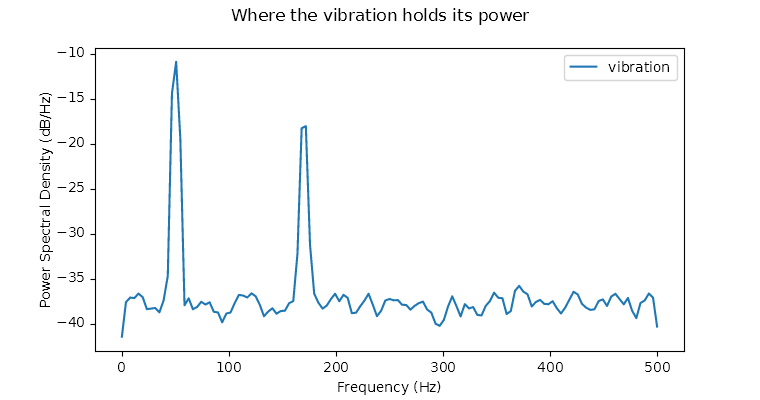 Where the vibration holds its power
vibration
Power Spectral Density (dB/Hz)
−10
−15
−20
−25
−30
−35
−40
0 100 200 300 400 500
Frequency (Hz)